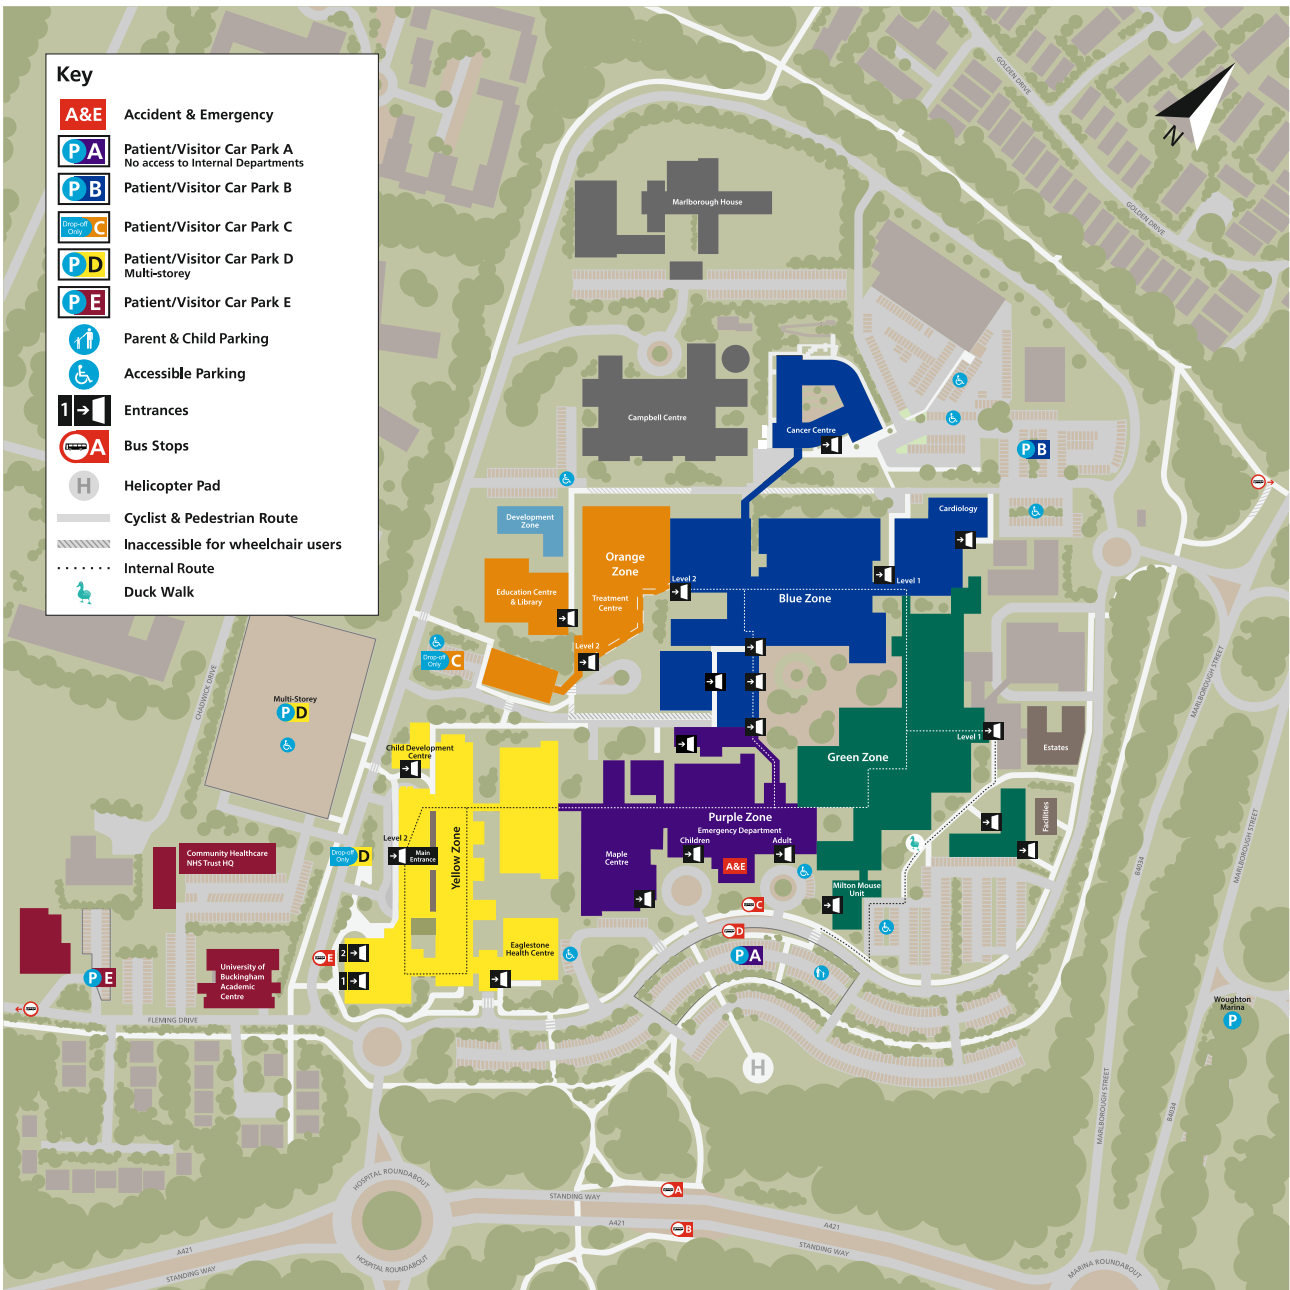 Key
A&E
Accident & Emergency
P A
Patient/Visitor Car Park A
No access to Internal Departments
P B
Patient/Visitor Car Park B
Drop-off
Only
C
Patient/Visitor Car Park C
P D
Patient/Visitor Car Park D
Multi-storey
P E
Patient/Visitor Car Park E
Parent & Child Parking
Accessible Parking
1
Entrances
A
Bus Stops
H
Helicopter Pad
Cyclist & Pedestrian Route
Inaccessible for wheelchair users
Internal Route
Duck Walk
N
GOLDEN DRIVE
GOLDEN DRIVE
Marlborough House
Campbell Centre
Cancer Centre
P B
Cardiology
Development
Zone
Orange
Zone
Education Centre
& Library
Treatment
Centre
Level 2
Level 2
Level 1
Blue Zone
Drop-off
Only
C
CHADWICK DRIVE
Multi-Storey
P D
MARLBOROUGH STREET
Child Development
Centre
Green Zone
Level 1
Estates
Facilities
Purple Zone
Emergency Department
Children
Adult
A&E
Maple
Centre
Level 2
Main
Entrance
Yellow Zone
Drop-off
Only
D
Community Healthcare
NHS Trust HQ
Milton Mouse
Unit
C
D
P A
Eaglestone
Health Centre
E
2
1
University of
Buckingham
Academic
Centre
P E
FLEMING DRIVE
B4034
MARLBOROUGH STREET
Woughton
Marina
P
H
MARLBOROUGH STREET
B4034
HOSPITAL ROUNDABOUT
HOSPITAL ROUNDABOUT
STANDING WAY
A
A421
B
A421
STANDING WAY
A421
STANDING WAY
MARINA ROUNDABOUT